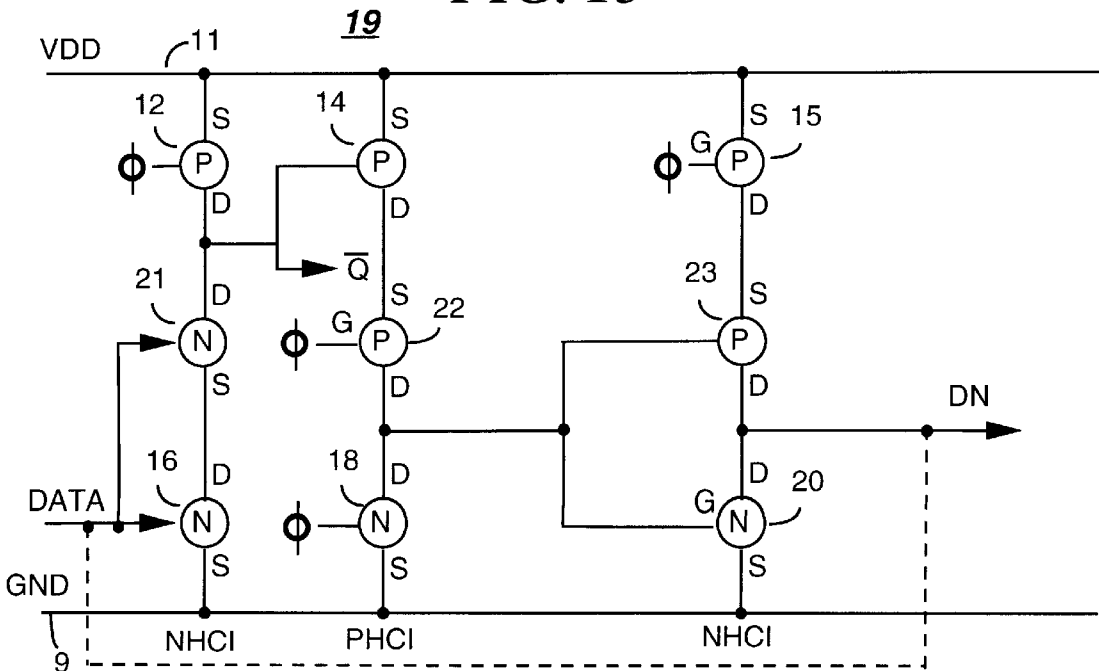 19
VDD
11
S S S
12 14 15
ϕ P P ϕ G P
D D D
Q̅
21 D S 23 S
N ϕ G P 22 P
S D D
DN
16 D 18 D D 20
DATA
N ϕ N G N
S S S
GND
9
NHCI PHCI NHCI